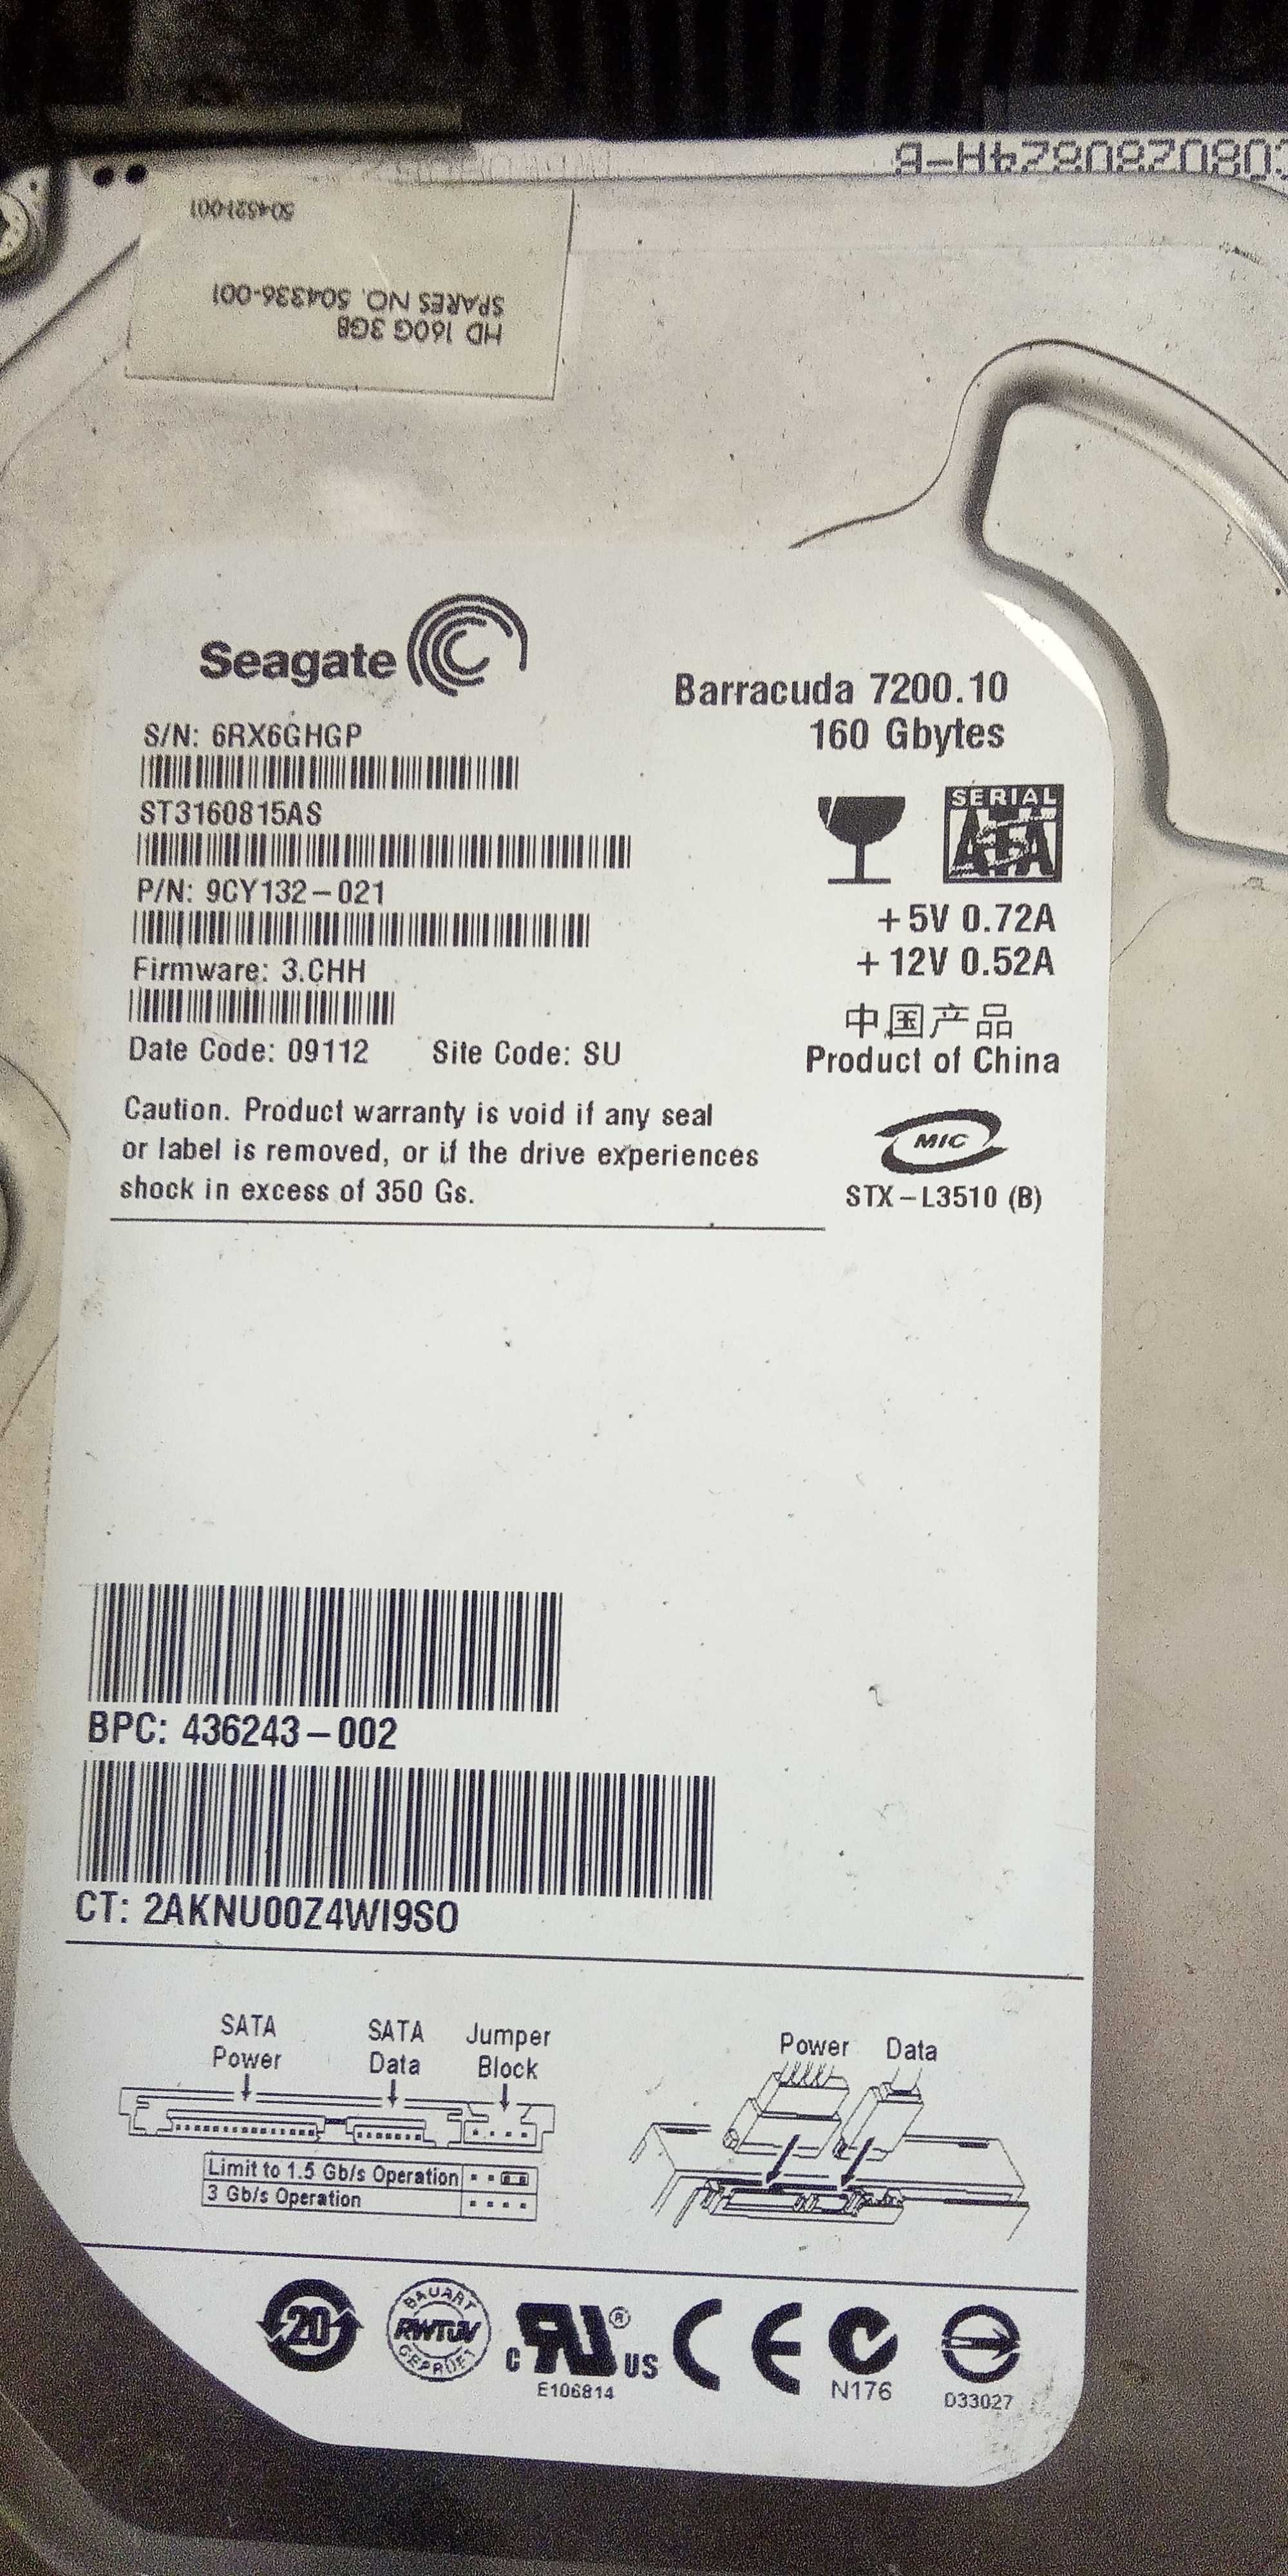 504521-001
HD 160G 3GB
SPARES NO. 504336-001
Seagate
Barracuda 7200.10
160 Gbytes
S/N: 6RX6GHGP
ST3160815AS
P/N: 9CY132-021
Firmware: 3.CHH
Date Code: 09112 Site Code: SU
SERIAL
ATA
+5V 0.72A
+12V 0.52A
中国产品
Product of China
Caution. Product warranty is void if any seal
or label is removed, or if the drive experiences
shock in excess of 350 Gs.
MIC
STX-L3510 (B)
BPC: 436243-002
CT: 2AKNU00Z4WI9SO
SATA Power
SATA Data
Jumper Block
Limit to 1.5 Gb/s Operation
3 Gb/s Operation
Power Data
20
BAUART
RWTÜV
GEPRÜFT
c RU ® US
E106814
CE
N176
D33027